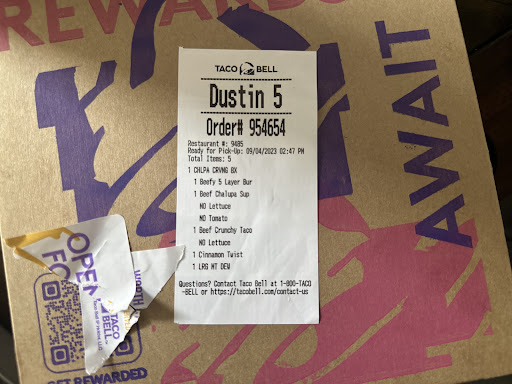 REWARDS
AWAIT
TACO BELL
Dustin 5
Order# 954654
Restaurant #: 9485
Ready for Pick-Up: 09/04/2023 02:47 PM
Total Items: 5
1 CHLPA CRVNG BX
1 Beefy 5 Layer Bur
1 Beef Chalupa Sup
NO Lettuce
NO Tomato
1 Beef Crunchy Taco
NO Lettuce
1 Cinnamon Twist
1 LRG MT DEW
Questions? Contact Taco Bell at 1-800-TACO
-BELL or https://tacobell.com/contact-us
OPEN
FO
TACO
BELL
WORTH
GET REWARDED